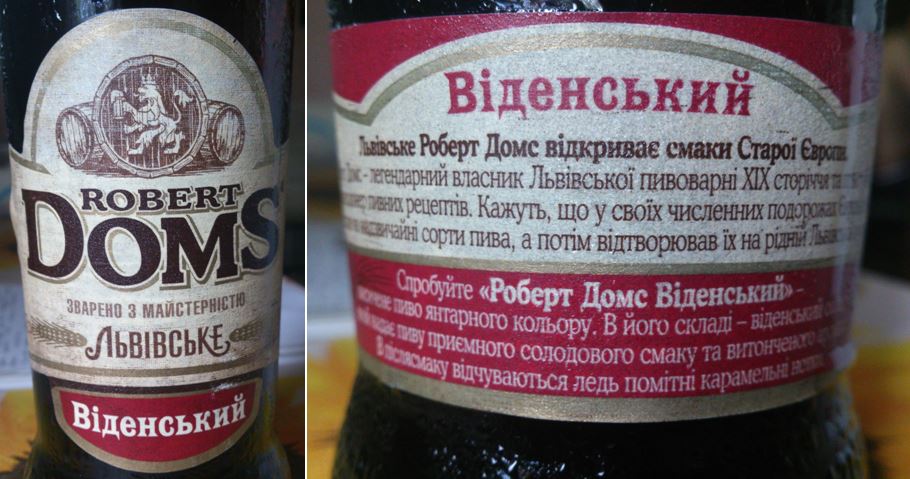 ROBERT
DOMS
ЗВАРЕНО З МАЙСТЕРНІСТЮ
ЛЬВІВСЬКЕ
Віденський
Віденський
Львівське Роберт Домс відкриває смаки Старої Європи.
Домс - легендарний власник Львівської пивоварні XIX сторіччя та
пивних рецептів. Кажуть, що у своїх численних подорожах
надзвичайні сорти пива, а потім відтворював їх на рідній
Спробуйте «Роберт Домс Віденський» –
пиво янтарного кольору. В його складі – віденський
надає пиву приємного солодового смаку та витонченого
В післясмаку відчуваються ледь помітні карамельні